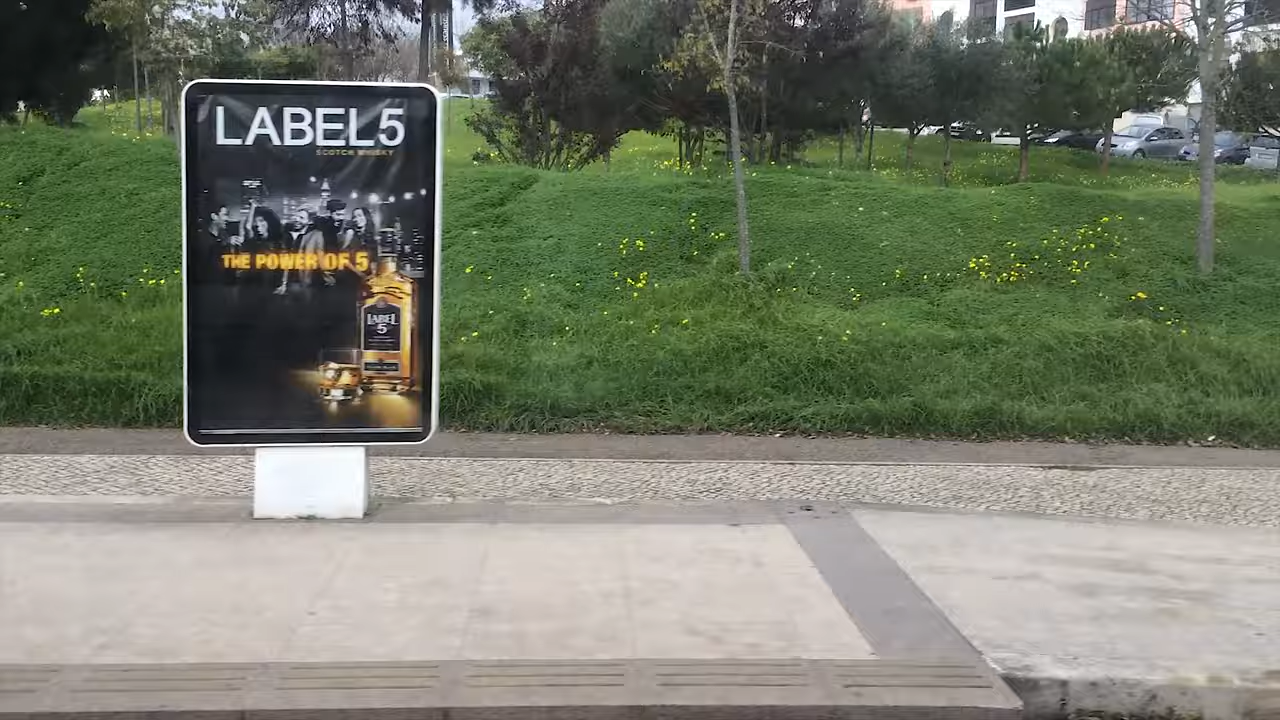 LABEL5
SCOTCH WHISKY
THE POWER OF 5
LABEL
5